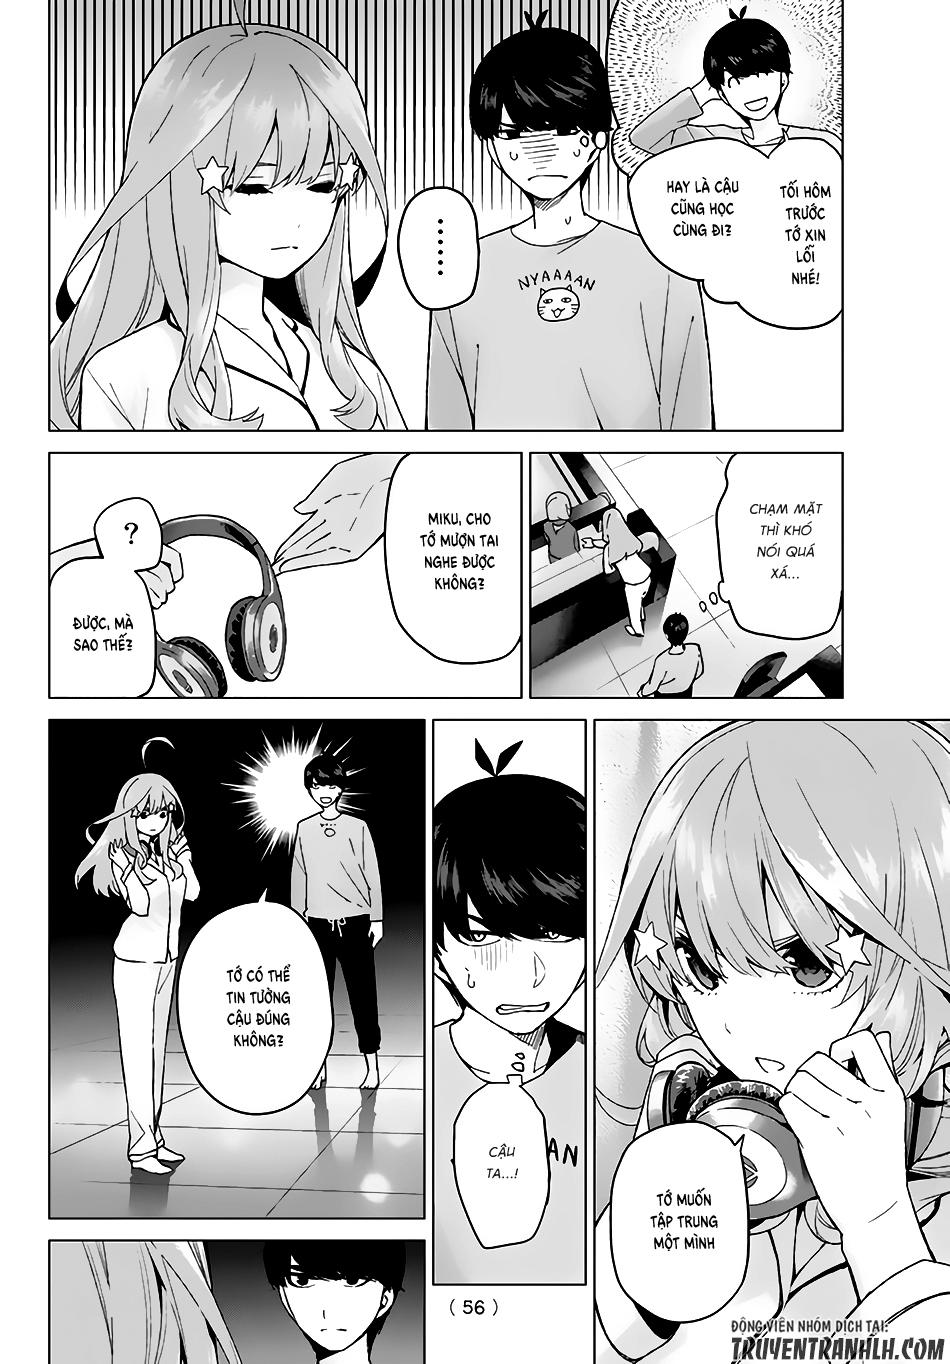 TỐI HÔM
TRƯỚC
TỚ XIN
LỖI
NHÉ!
HAY LÀ CẬU
CŨNG HỌC
CÙNG ĐI?
......
NYAAAAN
CHẠM MẶT
THÌ KHÓ
NÓI QUÁ
XÁ...
MIKU, CHO
TỚ MƯỢN TAI
NGHE ĐƯỢC
KHÔNG?
?
ĐƯỢC, MÀ
SAO THẾ?
TỚ MUỐN
TẬP TRUNG
MỘT MÌNH
CẬU
TA...!
AN
TỚ CÓ THỂ
TIN TƯỞNG
CẬU ĐÚNG
KHÔNG?
( 56 )
ĐỘNG VIÊN NHÓM DỊCH TẠI:
TRUYENTRANHLH.COM